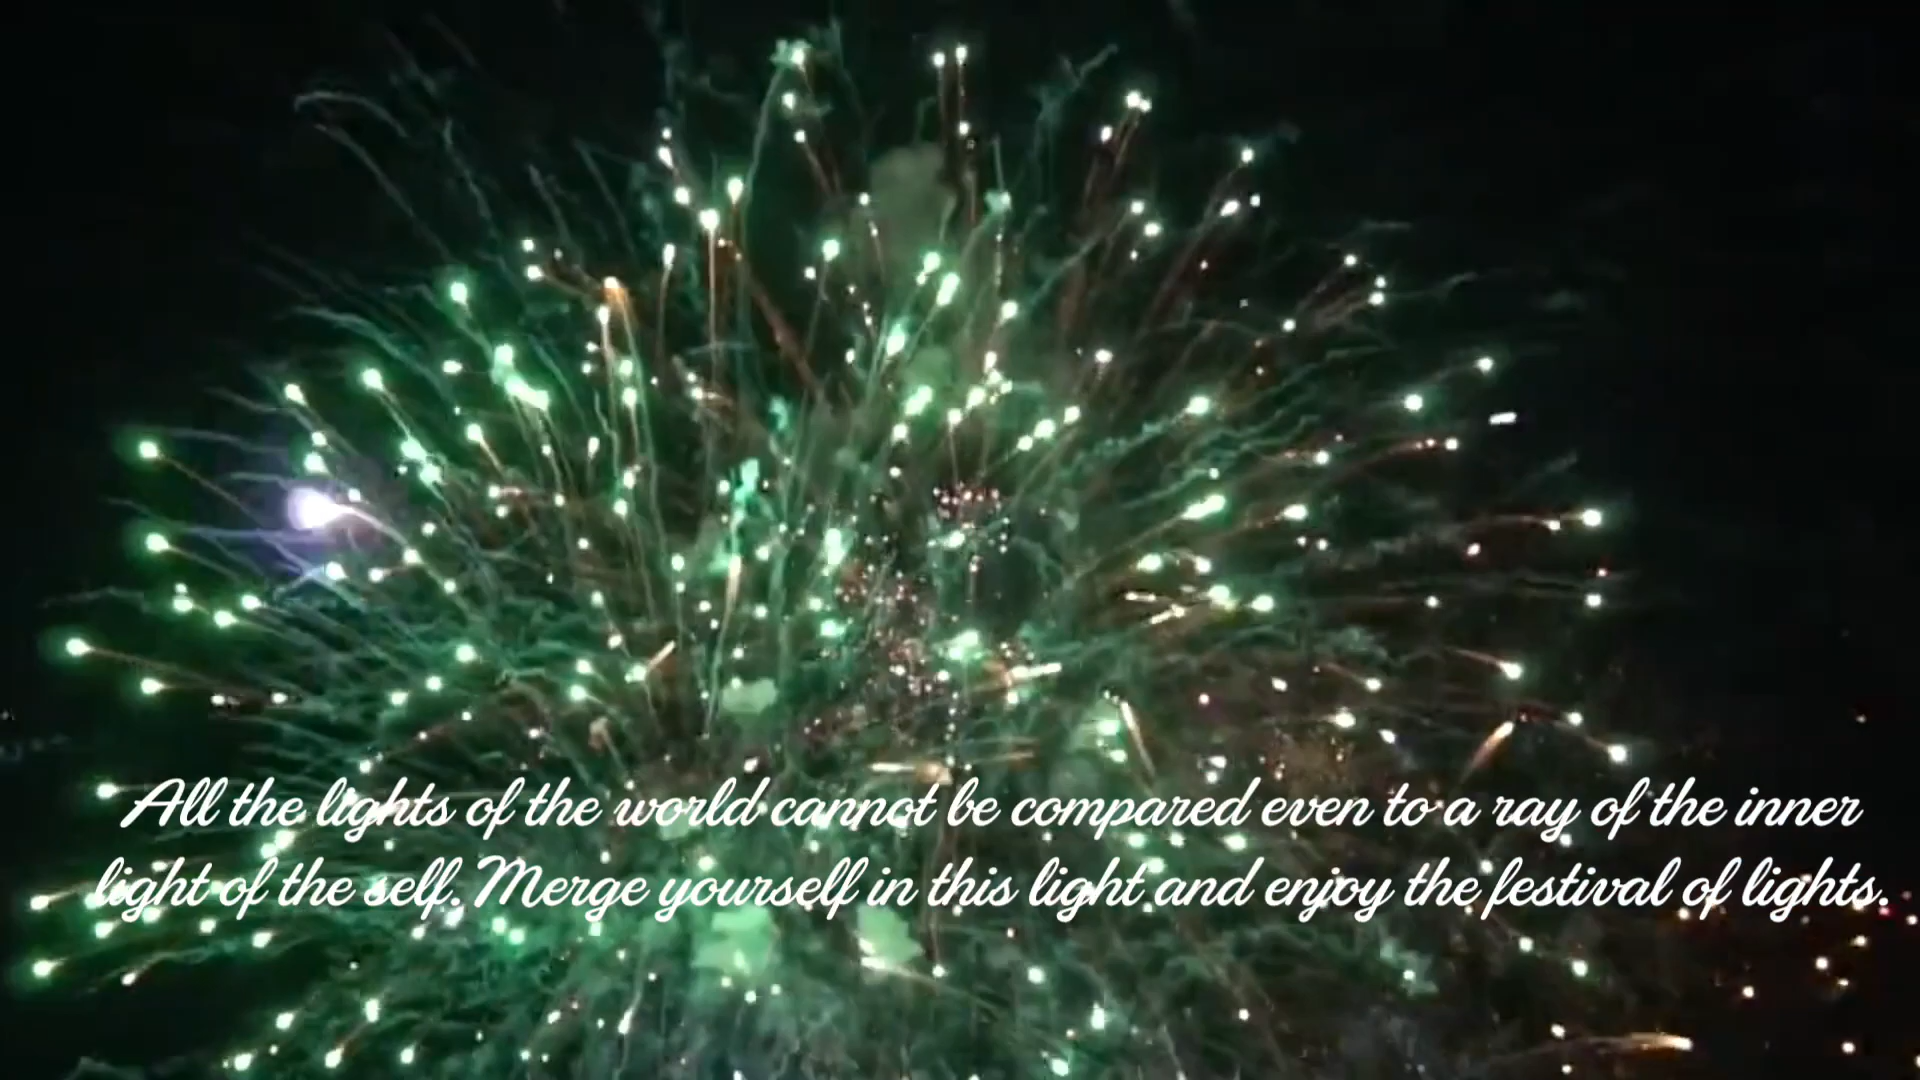 All the lights of the world cannot be compared even to a ray of the inner
light of the self. Merge yourself in this light and enjoy the festival of lights.